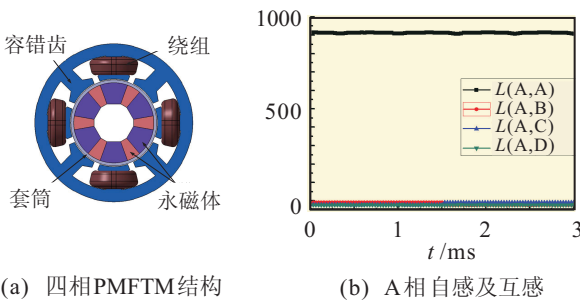 容错齿
绕组
套筒
永磁体
(a) 四相PMFTM结构
1000
500
0
L(A,A)
L(A,B)
L(A,C)
L(A,D)
0 1 2 3
t/ms
(b) A相自感及互感